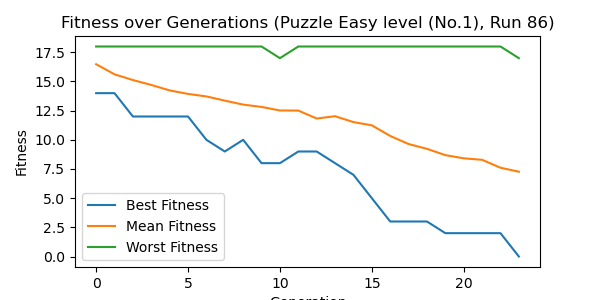 Fitness over Generations (Puzzle Easy level (No.1), Run 86)
17.5
15.0
12.5
10.0
7.5
5.0
2.5
0.0
Fitness
Best Fitness
Mean Fitness
Worst Fitness
0 5 10 15 20
Generation